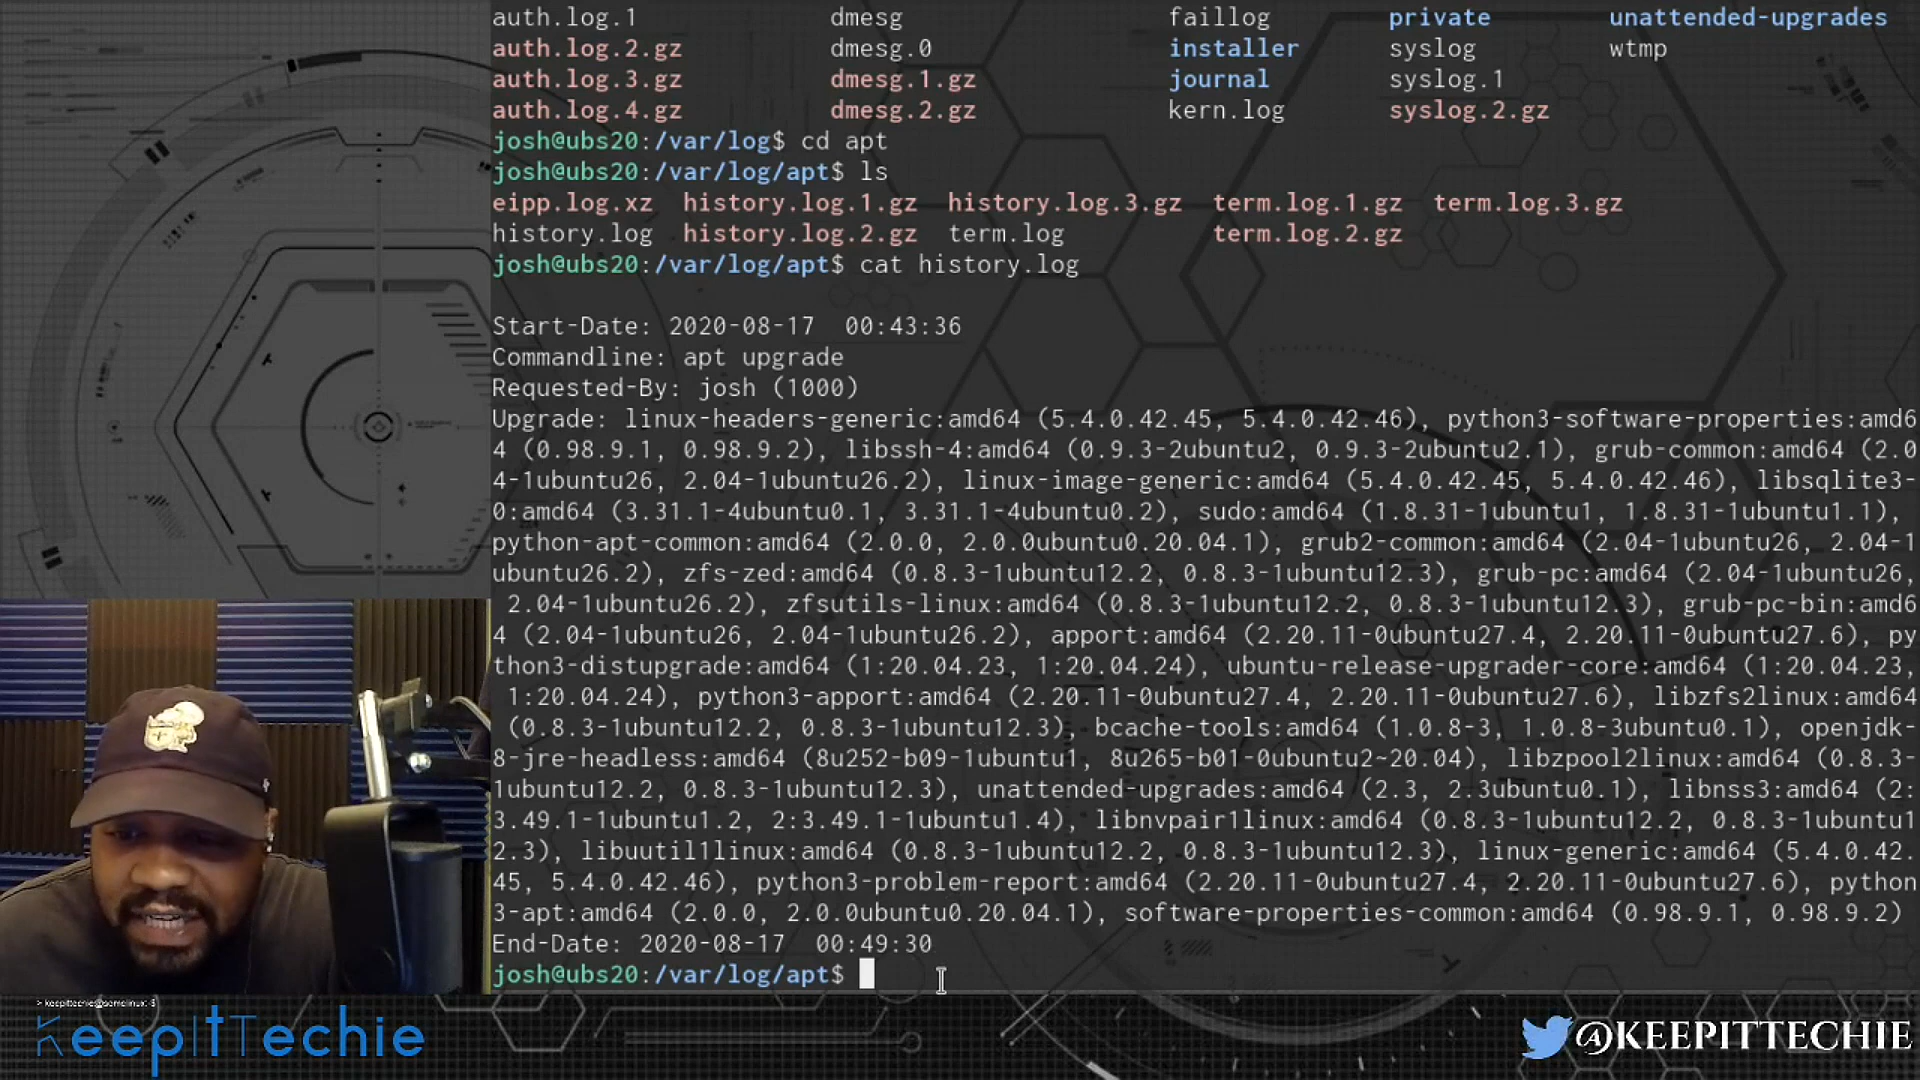 auth.log.1 dmesg faillog private unattended-upgrades
auth.log.2.gz dmesg.0 installer syslog wtmp
auth.log.3.gz dmesg.1.gz journal syslog.1
auth.log.4.gz dmesg.2.gz kern.log syslog.2.gz
josh@ubs20:/var/log$ cd apt
josh@ubs20:/var/log/apt$ ls
eipp.log.xz history.log.1.gz history.log.3.gz term.log.1.gz term.log.3.gz
history.log history.log.2.gz term.log term.log.2.gz
josh@ubs20:/var/log/apt$ cat history.log
Start-Date: 2020-08-17 00:43:36
Commandline: apt upgrade
Requested-By: josh (1000)
Upgrade: linux-headers-generic:amd64 (5.4.0.42.45, 5.4.0.42.46), python3-software-properties:amd6
4 (0.98.9.1, 0.98.9.2), libssh-4:amd64 (0.9.3-2ubuntu2, 0.9.3-2ubuntu2.1), grub-common:amd64 (2.0
4-1ubuntu26, 2.04-1ubuntu26.2), linux-image-generic:amd64 (5.4.0.42.45, 5.4.0.42.46), libsqlite3-
0:amd64 (3.31.1-4ubuntu0.1, 3.31.1-4ubuntu0.2), sudo:amd64 (1.8.31-1ubuntu1, 1.8.31-1ubuntu1.1),
python-apt-common:amd64 (2.0.0, 2.0.0ubuntu0.20.04.1), grub2-common:amd64 (2.04-1ubuntu26, 2.04-1
ubuntu26.2), zfs-zed:amd64 (0.8.3-1ubuntu12.2, 0.8.3-1ubuntu12.3), grub-pc:amd64 (2.04-1ubuntu26,
2.04-1ubuntu26.2), zfsutils-linux:amd64 (0.8.3-1ubuntu12.2, 0.8.3-1ubuntu12.3), grub-pc-bin:amd6
4 (2.04-1ubuntu26, 2.04-1ubuntu26.2), apport:amd64 (2.20.11-0ubuntu27.4, 2.20.11-0ubuntu27.6), py
thon3-distupgrade:amd64 (1:20.04.23, 1:20.04.24), ubuntu-release-upgrader-core:amd64 (1:20.04.23,
1:20.04.24), python3-apport:amd64 (2.20.11-0ubuntu27.4, 2.20.11-0ubuntu27.6), libzfs2linux:amd64
(0.8.3-1ubuntu12.2, 0.8.3-1ubuntu12.3), bcache-tools:amd64 (1.0.8-3, 1.0.8-3ubuntu0.1), openjdk-
8-jre-headless:amd64 (8u252-b09-1ubuntu1, 8u265-b01-0ubuntu2~20.04), libzpool2linux:amd64 (0.8.3-
1ubuntu12.2, 0.8.3-1ubuntu12.3), unattended-upgrades:amd64 (2.3, 2.3ubuntu0.1), libnss3:amd64 (2:
3.49.1-1ubuntu1.2, 2:3.49.1-1ubuntu1.4), libnvpair1linux:amd64 (0.8.3-1ubuntu12.2, 0.8.3-1ubuntu1
2.3), libuutil1linux:amd64 (0.8.3-1ubuntu12.2, 0.8.3-1ubuntu12.3), linux-generic:amd64 (5.4.0.42.
45, 5.4.0.42.46), python3-problem-report:amd64 (2.20.11-0ubuntu27.4, 2.20.11-0ubuntu27.6), python
3-apt:amd64 (2.0.0, 2.0.0ubuntu0.20.04.1), software-properties-common:amd64 (0.98.9.1, 0.98.9.2)
End-Date: 2020-08-17 00:49:30
josh@ubs20:/var/log/apt$
> keepittechie@somelinux:~$
KeepItTechie
@KEEPITTECHIE